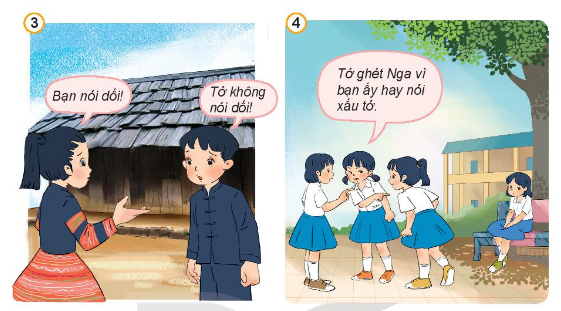 3
Bạn nói dối!
Tớ không
nói dối!
4
Tớ ghét Nga vì
bạn ấy hay nói
xấu tớ.